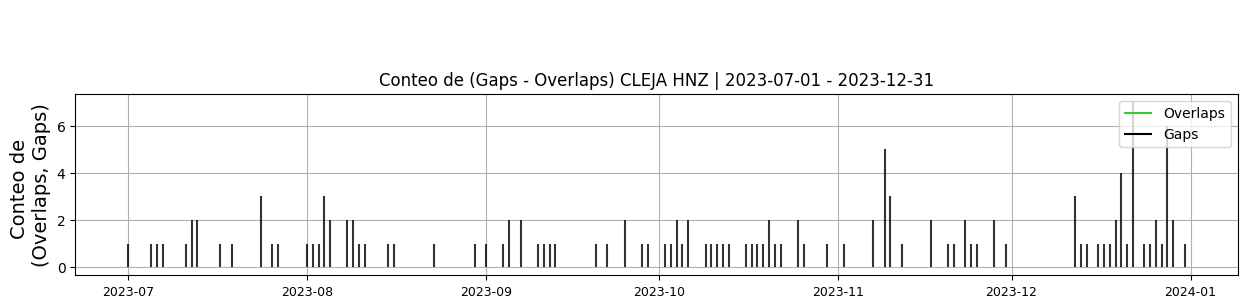 Conteo de (Gaps - Overlaps) CLEJA HNZ | 2023-07-01 - 2023-12-31
Conteo de
(Overlaps, Gaps)
6
4
2
0
Overlaps
Gaps
2023-07
2023-08
2023-09
2023-10
2023-11
2023-12
2024-01